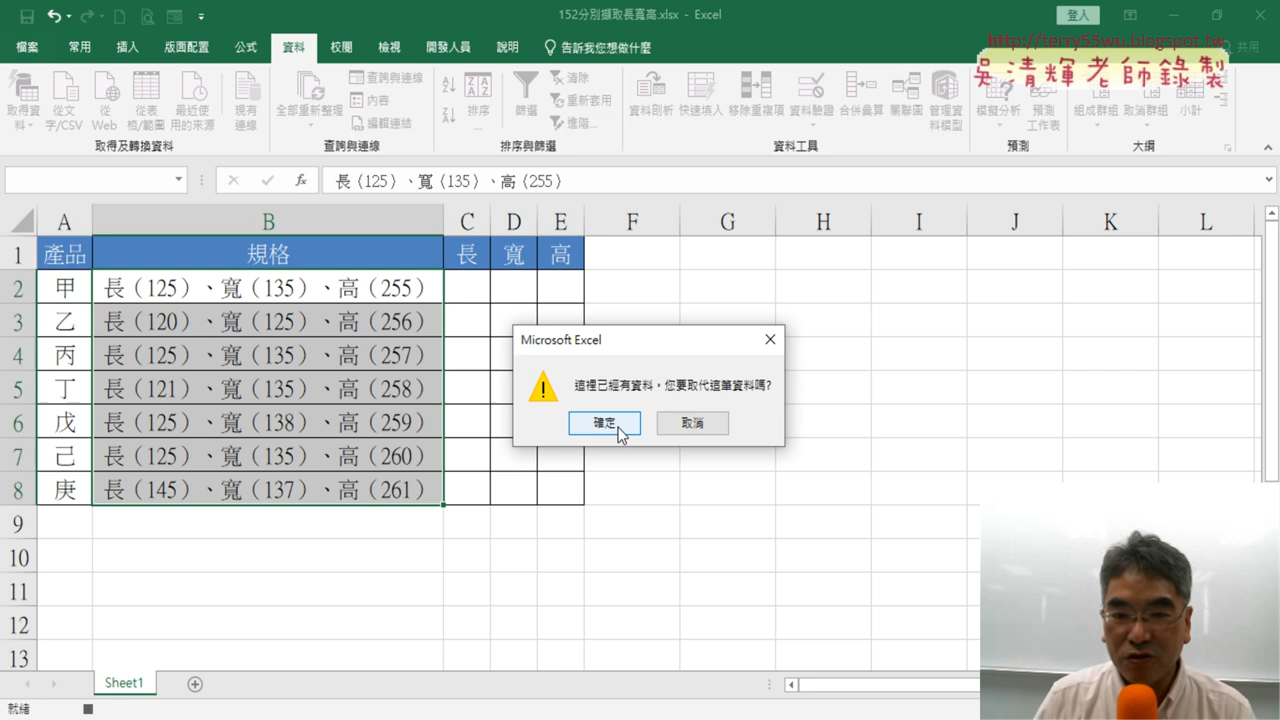 152分別擷取長寬高.xlsx - Excel
登入
檔案 常用 插入 版面配置 公式 資料 校閱 檢視 開發人員 說明 告訴我您想做什麼 共用
http://terry55wu.blogspot.tw
吳清輝老師錄製
取得資料 從文字/CSV 從 Web 從表格/範圍 最近使用的來源 現有連線
取得及轉換資料
全部重新整理 查詢與連線 內容 編輯連結
查詢與連線
排序 篩選 清除 重新套用 進階...
排序與篩選
資料剖析 快速填入 移除重複項 資料驗證 合併彙算 關聯圖 管理資料模型
資料工具
模擬分析 預測工作表
預測
組成群組 取消群組 小計
大綱
fx 長（125）、寬（135）、高（255）
A B C D E F G H I J K L
1 產品 規格 長 寬 高
2 甲 長（125）、寬（135）、高（255）
3 乙 長（120）、寬（125）、高（256）
4 丙 長（125）、寬（135）、高（257）
5 丁 長（121）、寬（135）、高（258）
6 戊 長（125）、寬（138）、高（259）
7 己 長（125）、寬（135）、高（260）
8 庚 長（145）、寬（137）、高（261）
9
10
11
12
13
Microsoft Excel
這裡已經有資料。您要取代這筆資料嗎?
確定 取消
Sheet1
就緒